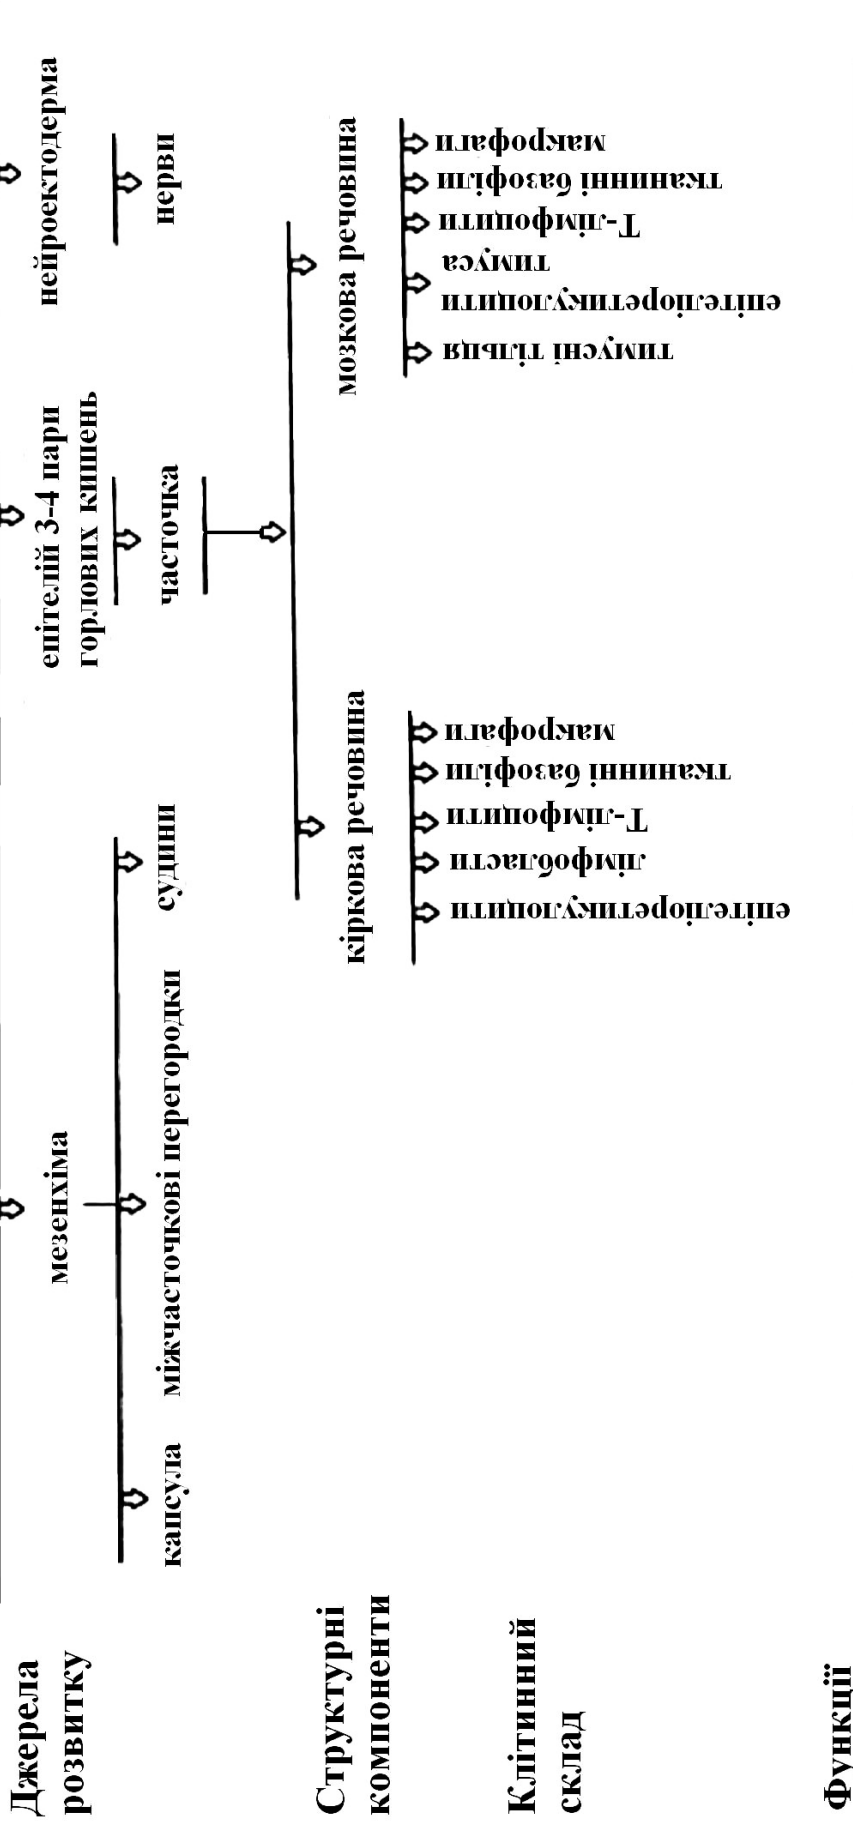 Джерела
розвитку
мезенхіма
епітелій 3-4 пари
горлових кишень
нейроектодерма
капсула
міжчасточкові перегородки
судини
часточка
нерви
Структурні
компоненти
кіркова речовина
мозкова речовина
Клітинний
склад
епітеліоретикулоцити
лімфобласти
Т-лімфоцити
тканинні базофіли
макрофаги
тимусні тільця
епітеліоретикулоцити
тимуса
Т-лімфоцити
тканинні базофіли
макрофаги
Функції